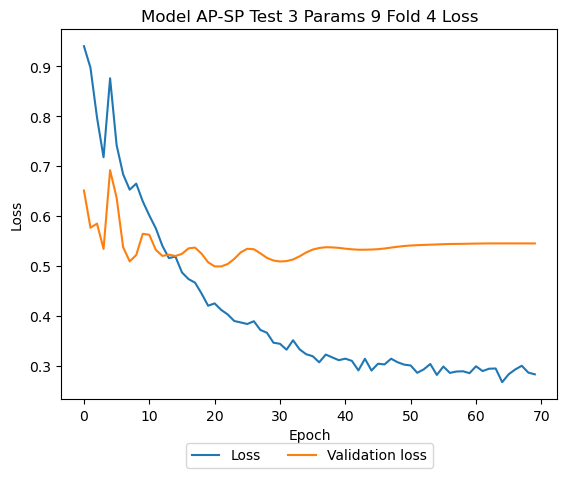 Model AP-SP Test 3 Params 9 Fold 4 Loss
0.9
0.8
0.7
0.6
0.5
0.4
0.3
Loss
0 10 20 30 40 50 60 70
Epoch
Loss Validation loss